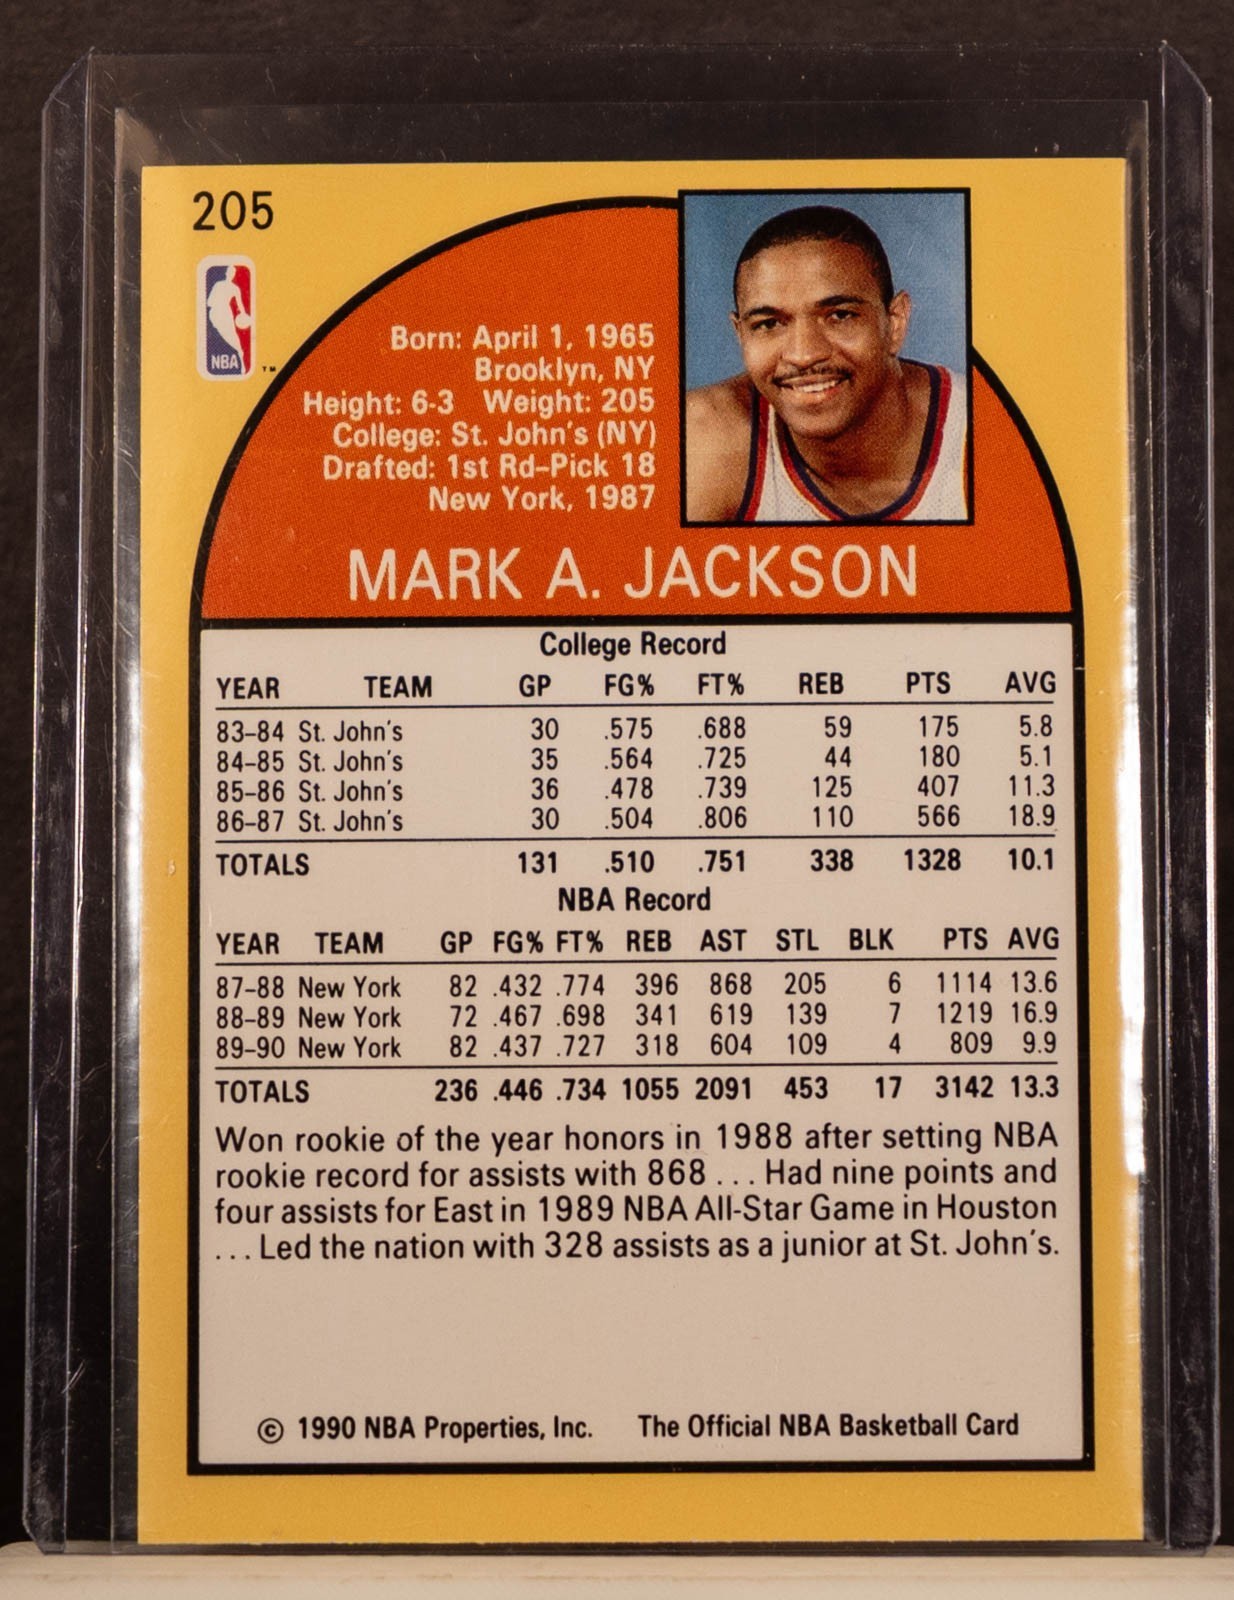 205
NBA
TM
Born: April 1, 1965
Brooklyn, NY
Height: 6-3 Weight: 205
College: St. John's (NY)
Drafted: 1st Rd–Pick 18
New York, 1987
MARK A. JACKSON
College Record
YEAR TEAM GP FG% FT% REB PTS AVG
83–84 St. John's 30 .575 .688 59 175 5.8
84–85 St. John's 35 .564 .725 44 180 5.1
85–86 St. John's 36 .478 .739 125 407 11.3
86–87 St. John's 30 .504 .806 110 566 18.9
TOTALS 131 .510 .751 338 1328 10.1
NBA Record
YEAR TEAM GP FG% FT% REB AST STL BLK PTS AVG
87–88 New York 82 .432 .774 396 868 205 6 1114 13.6
88–89 New York 72 .467 .698 341 619 139 7 1219 16.9
89–90 New York 82 .437 .727 318 604 109 4 809 9.9
TOTALS 236 .446 .734 1055 2091 453 17 3142 13.3
Won rookie of the year honors in 1988 after setting NBA
rookie record for assists with 868 ... Had nine points and
four assists for East in 1989 NBA All-Star Game in Houston
... Led the nation with 328 assists as a junior at St. John's.
© 1990 NBA Properties, Inc. The Official NBA Basketball Card